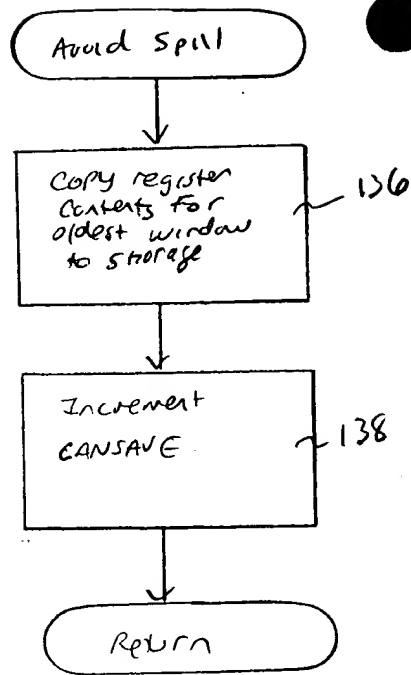 Avoid Spill
Copy register
contents for
oldest window
to storage
136
Increment
CANSAVE
138
Return